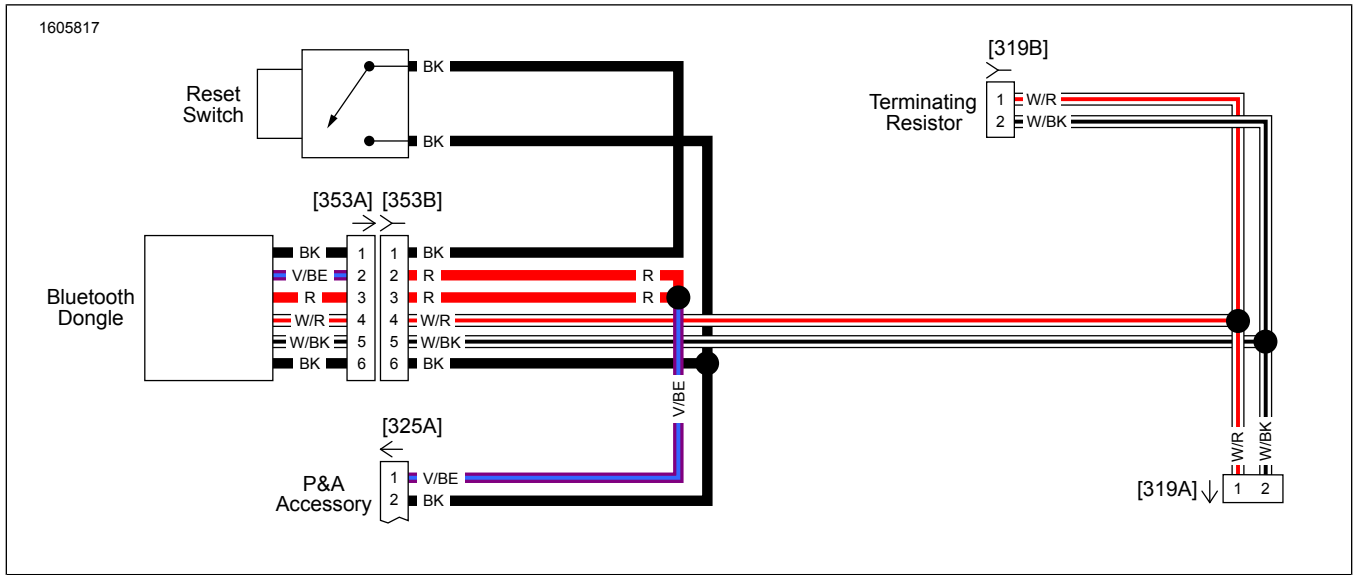 1605817
Reset
Switch
BK
BK
[319B]
Terminating
Resistor
1 W/R
2 W/BK
[353A] [353B]
Bluetooth
Dongle
BK 1 1 BK
V/BE 2 2 R R
R 3 3 R R
W/R 4 4 W/R
W/BK 5 5 W/BK
BK 6 6 BK
V/BE
[325A]
P&A
Accessory
1 V/BE
2 BK
W/R
W/BK
[319A] 1 2